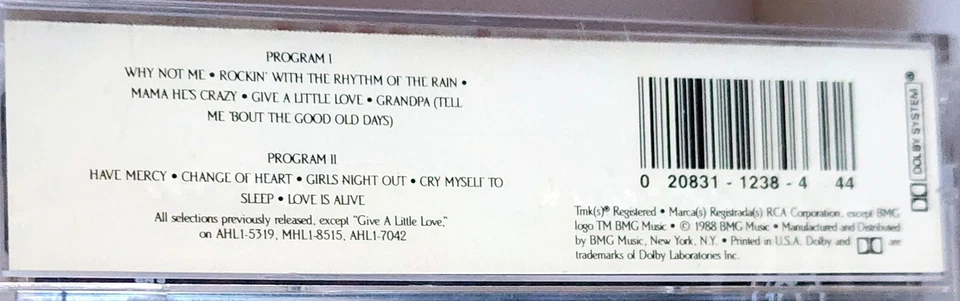 PROGRAM I
WHY NOT ME • ROCKIN' WITH THE RHYTHM OF THE RAIN •
MAMA HE'S CRAZY • GIVE A LITTLE LOVE • GRANDPA (TELL
ME 'BOUT THE GOOD OLD DAYS)
PROGRAM II
HAVE MERCY • CHANGE OF HEART • GIRLS NIGHT OUT • CRY MYSELF TO
SLEEP • LOVE IS ALIVE
All selections previously released, except "Give A Little Love,"
on AHL1-5319, MHL1-8515, AHL1-7042
0 20831 - 1238 - 4 44
Tmk(s)® Registered • Marca(s) Registrada(s) RCA Corporation, except BMG
logo TM BMG Music • © 1988 BMG Music • Manufactured and Distributed
by BMG Music, New York, N.Y. • Printed in U.S.A. Dolby and are
trademarks of Dolby Laboratories Inc.
DOLBY SYSTEM ®